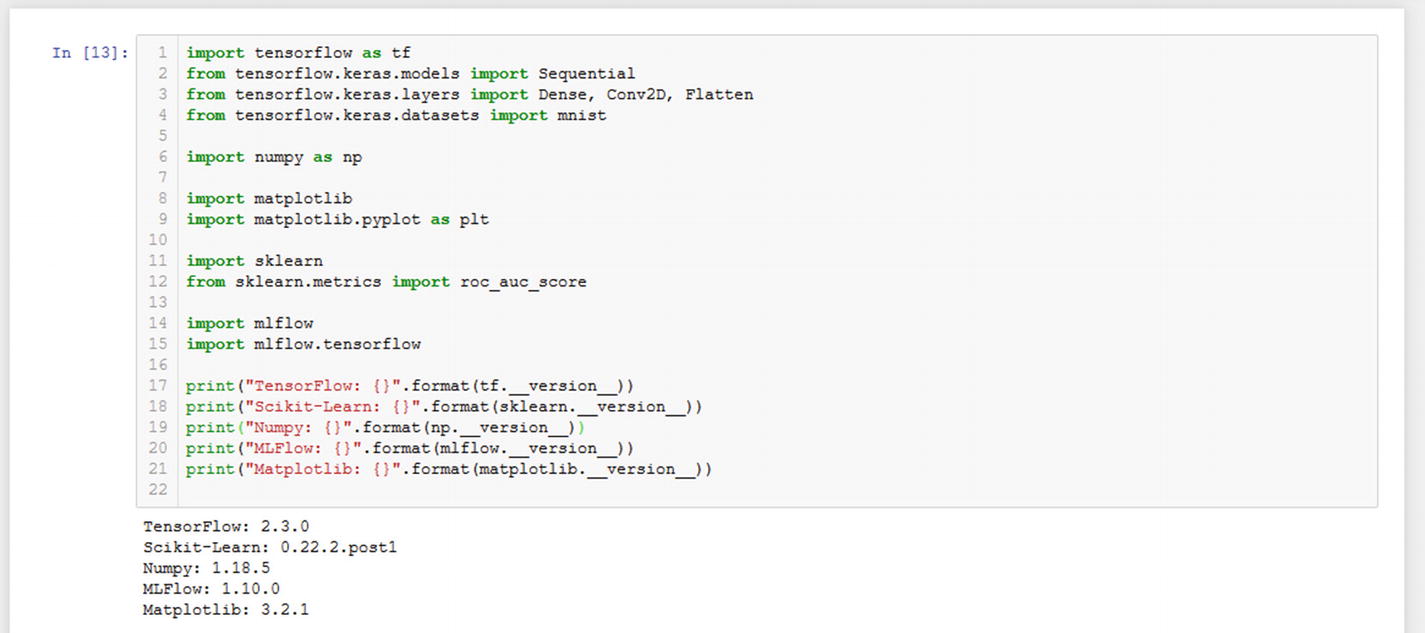 In [13]:
1 import tensorflow as tf
2 from tensorflow.keras.models import Sequential
3 from tensorflow.keras.layers import Dense, Conv2D, Flatten
4 from tensorflow.keras.datasets import mnist
5
6 import numpy as np
7
8 import matplotlib
9 import matplotlib.pyplot as plt
10
11 import sklearn
12 from sklearn.metrics import roc_auc_score
13
14 import mlflow
15 import mlflow.tensorflow
16
17 print("TensorFlow: {}".format(tf.__version__))
18 print("Scikit-Learn: {}".format(sklearn.__version__))
19 print("Numpy: {}".format(np.__version__))
20 print("MLFlow: {}".format(mlflow.__version__))
21 print("Matplotlib: {}".format(matplotlib.__version__))
22
TensorFlow: 2.3.0
Scikit-Learn: 0.22.2.post1
Numpy: 1.18.5
MLFlow: 1.10.0
Matplotlib: 3.2.1